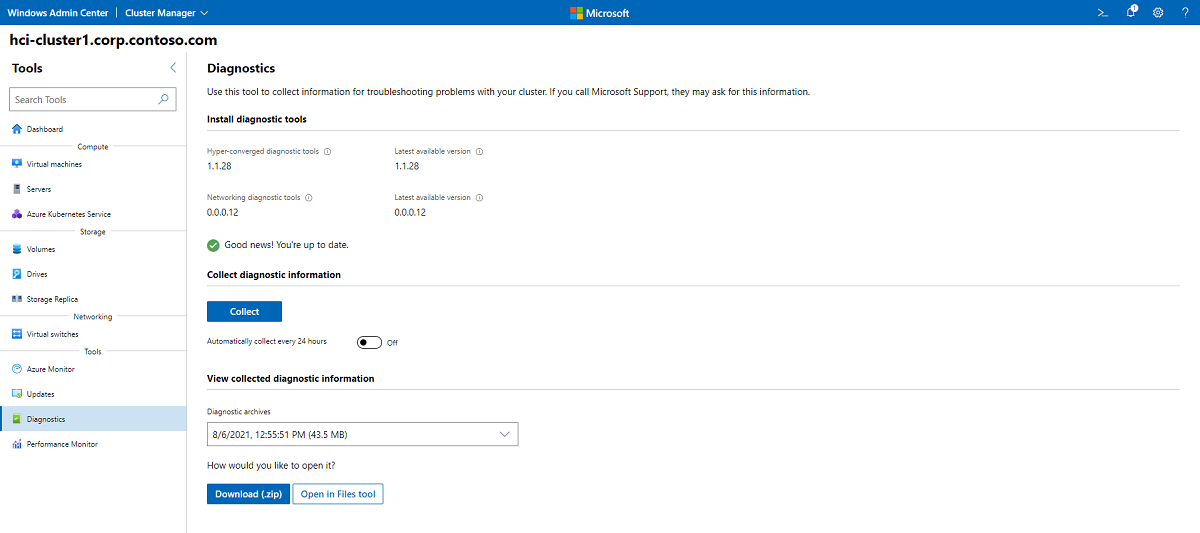 Windows Admin Center | Cluster Manager
Microsoft
1
?
hci-cluster1.corp.contoso.com
Tools
Search Tools
Dashboard
Compute
Virtual machines
Servers
Azure Kubernetes Service
Storage
Volumes
Drives
Storage Replica
Networking
Virtual switches
Tools
Azure Monitor
Updates
Diagnostics
Performance Monitor
Diagnostics
Use this tool to collect information for troubleshooting problems with your cluster. If you call Microsoft Support, they may ask for this information.
Install diagnostic tools
Hyper-converged diagnostic tools Latest available version
1.1.28 1.1.28
Networking diagnostic tools Latest available version
0.0.0.12 0.0.0.12
Good news! You're up to date.
Collect diagnostic information
Collect
Automatically collect every 24 hours Off
View collected diagnostic information
Diagnostic archives
8/6/2021, 12:55:51 PM (43.5 MB)
How would you like to open it?
Download (.zip) Open in Files tool